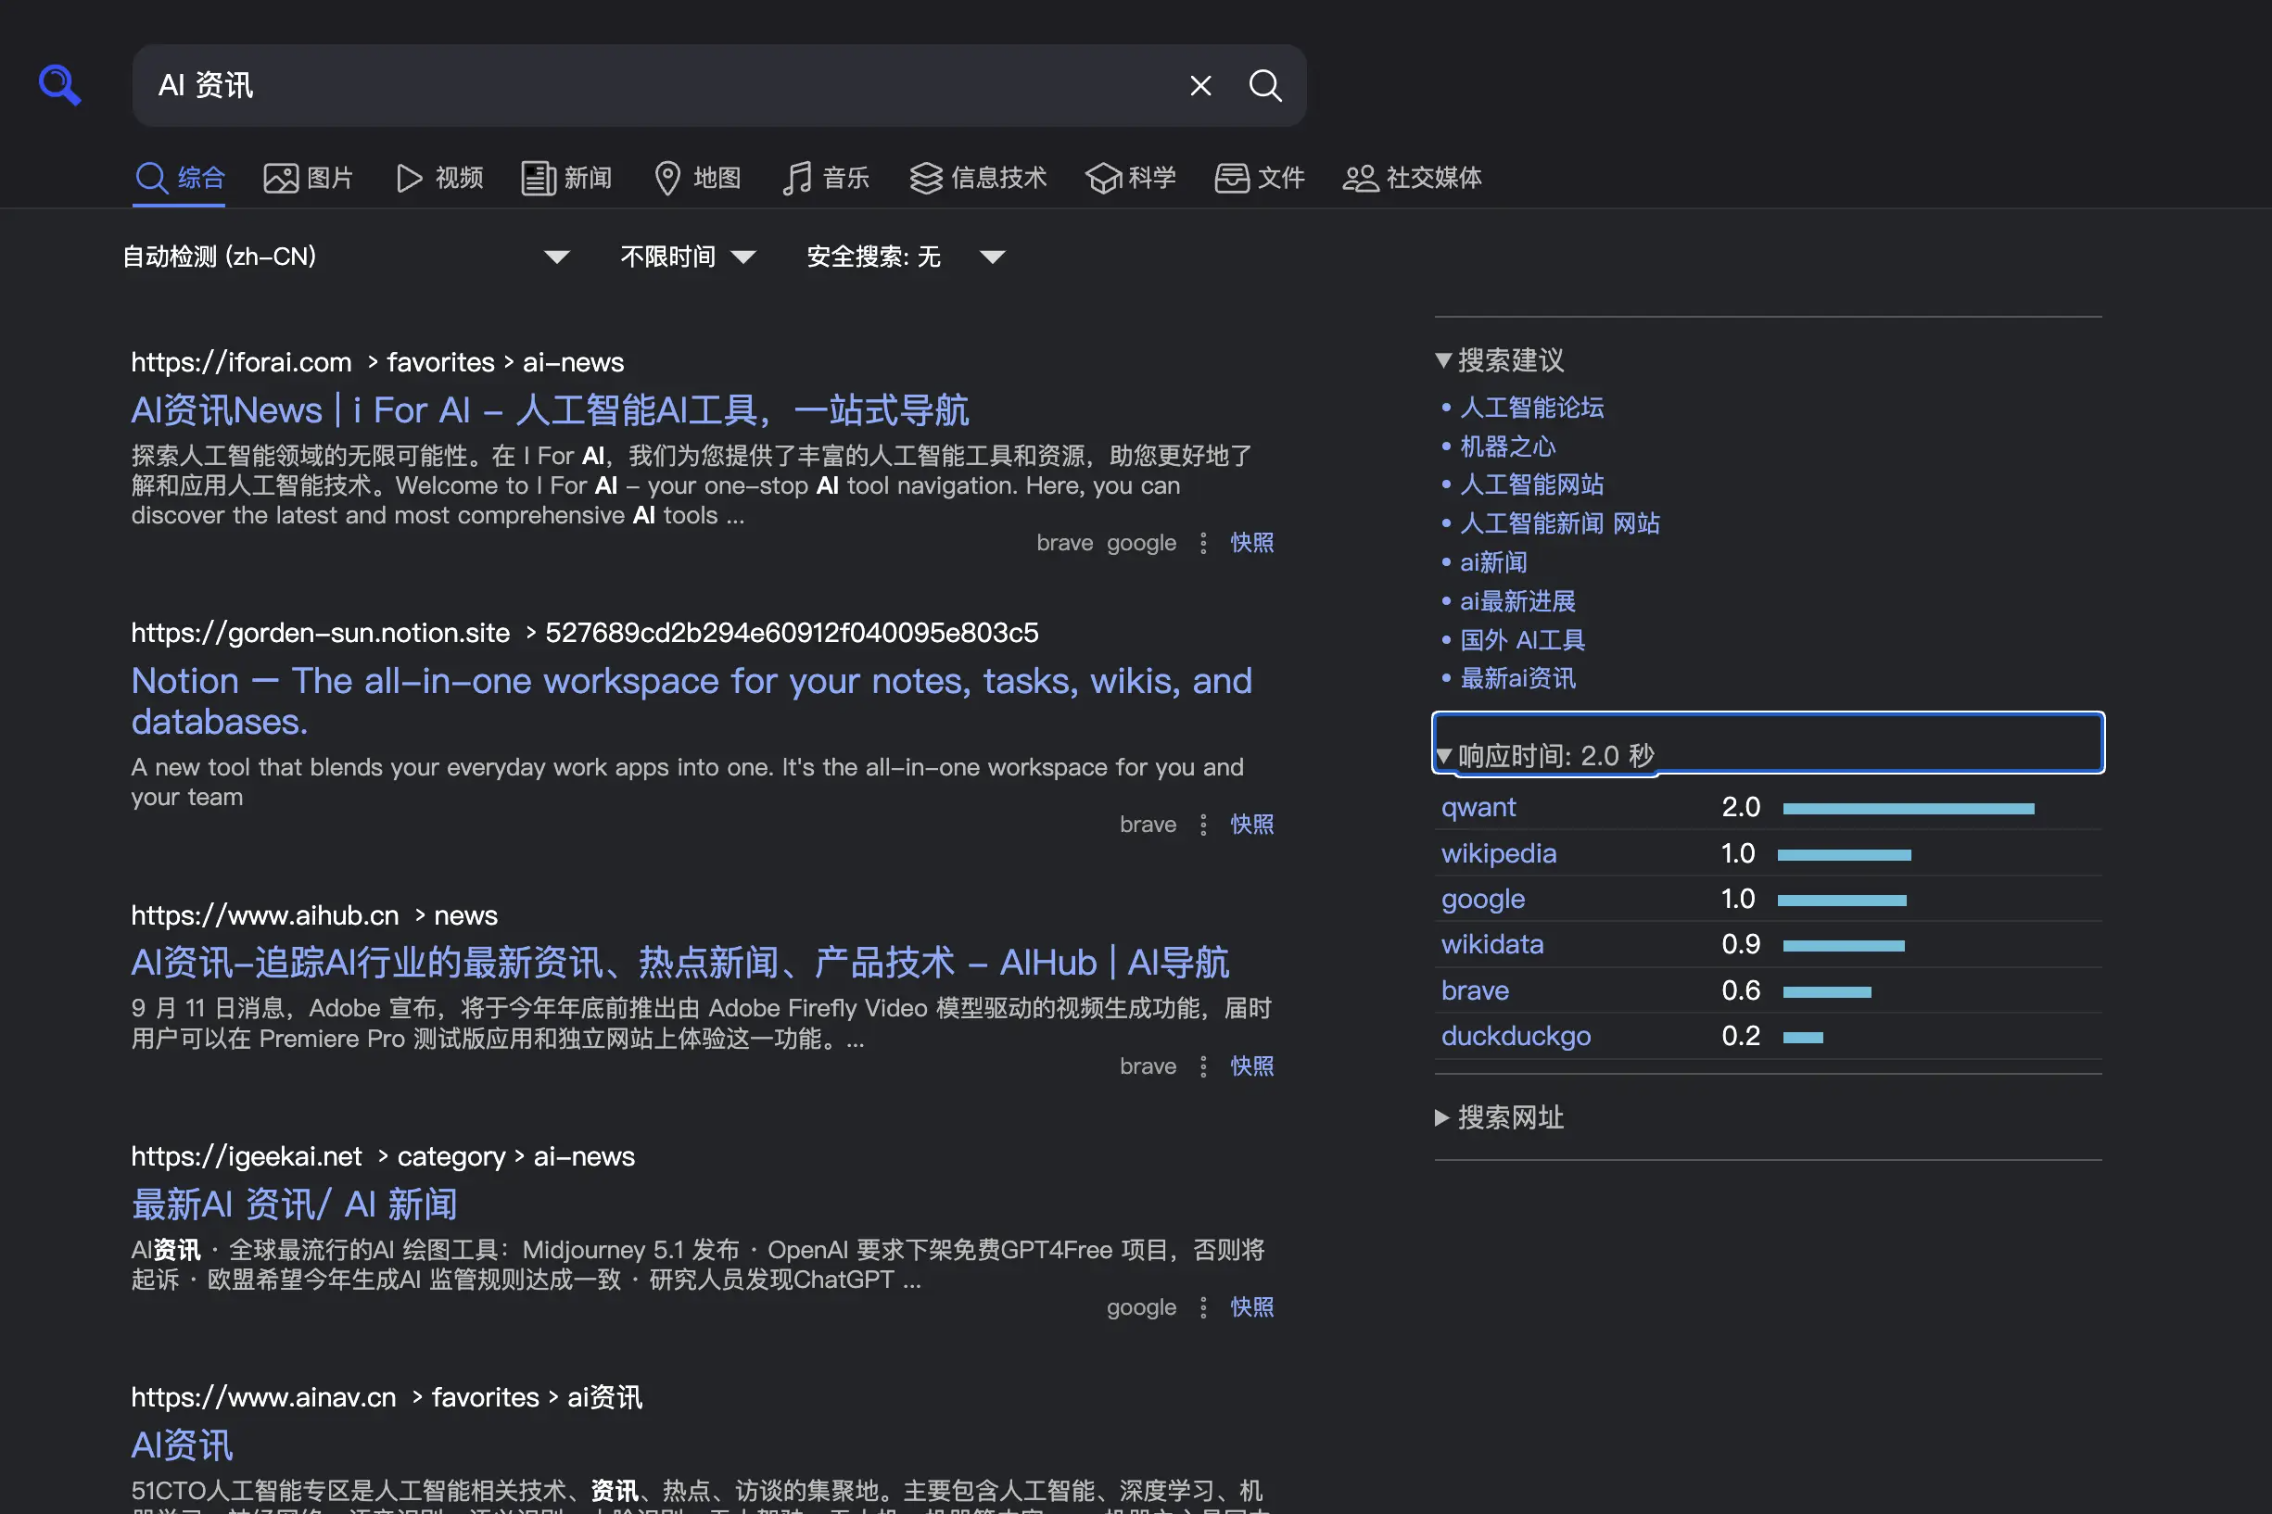 AI 资讯
综合 图片 视频 新闻 地图 音乐 信息技术 科学 文件 社交媒体
自动检测 (zh-CN) 不限时间 安全搜索: 无
https://iforai.com › favorites › ai-news
AI资讯News | i For AI - 人工智能AI工具，一站式导航
探索人工智能领域的无限可能性。在 I For AI，我们为您提供了丰富的人工智能工具和资源，助您更好地了
解和应用人工智能技术。Welcome to I For AI - your one-stop AI tool navigation. Here, you can
discover the latest and most comprehensive AI tools ...
brave google ⋮ 快照
https://gorden-sun.notion.site › 527689cd2b294e60912f040095e803c5
Notion — The all-in-one workspace for your notes, tasks, wikis, and
databases.
A new tool that blends your everyday work apps into one. It's the all-in-one workspace for you and
your team
brave ⋮ 快照
https://www.aihub.cn › news
AI资讯-追踪AI行业的最新资讯、热点新闻、产品技术 - AIHub | AI导航
9 月 11 日消息，Adobe 宣布，将于今年年底前推出由 Adobe Firefly Video 模型驱动的视频生成功能，届时
用户可以在 Premiere Pro 测试版应用和独立网站上体验这一功能。...
brave ⋮ 快照
https://igeekai.net › category › ai-news
最新AI 资讯/ AI 新闻
AI资讯 · 全球最流行的AI 绘图工具：Midjourney 5.1 发布 · OpenAI 要求下架免费GPT4Free 项目，否则将
起诉 · 欧盟希望今年生成AI 监管规则达成一致 · 研究人员发现ChatGPT ...
google ⋮ 快照
https://www.ainav.cn › favorites › ai资讯
AI资讯
51CTO人工智能专区是人工智能相关技术、资讯、热点、访谈的集聚地。主要包含人工智能、深度学习、机
▼搜索建议
• 人工智能论坛
• 机器之心
• 人工智能网站
• 人工智能新闻 网站
• ai新闻
• ai最新进展
• 国外 AI工具
• 最新ai资讯
▼响应时间: 2.0 秒
qwant 2.0
wikipedia 1.0
google 1.0
wikidata 0.9
brave 0.6
duckduckgo 0.2
▶搜索网址